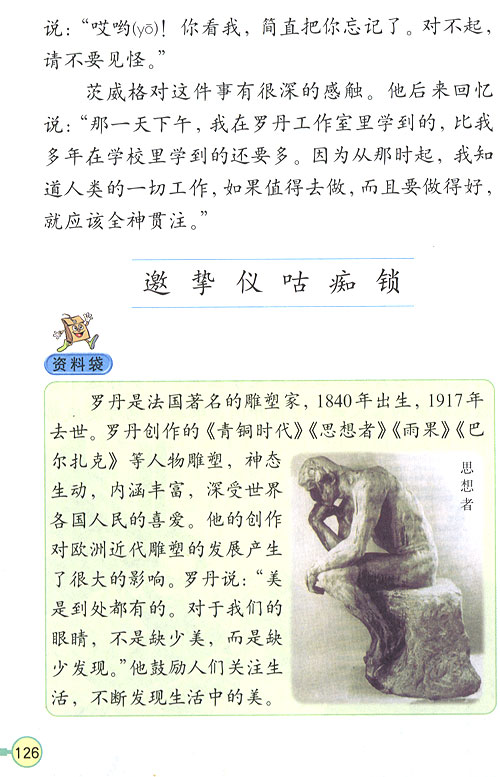 说：“哎哟(yō)！你看我，简直把你忘记了。对不起，
请不要见怪。”
茨威格对这件事有很深的感触。他后来回忆
说：“那一天下午，我在罗丹工作室里学到的，比我
多年在学校里学到的还要多。因为从那时起，我知
道人类的一切工作，如果值得去做，而且要做得好，
就应该全神贯注。”
邀 挚 仪 咕 痴 锁
资料袋
罗丹是法国著名的雕塑家，1840年出生，1917年
去世。罗丹创作的《青铜时代》《思想者》《雨果》《巴
尔扎克》等人物雕塑，神态
生动，内涵丰富，深受世界
各国人民的喜爱。他的创作
对欧洲近代雕塑的发展产生
了很大的影响。罗丹说：“美
是到处都有的。对于我们的
眼睛，不是缺少美，而是缺
少发现。”他鼓励人们关注生
活，不断发现生活中的美。
思想者
126